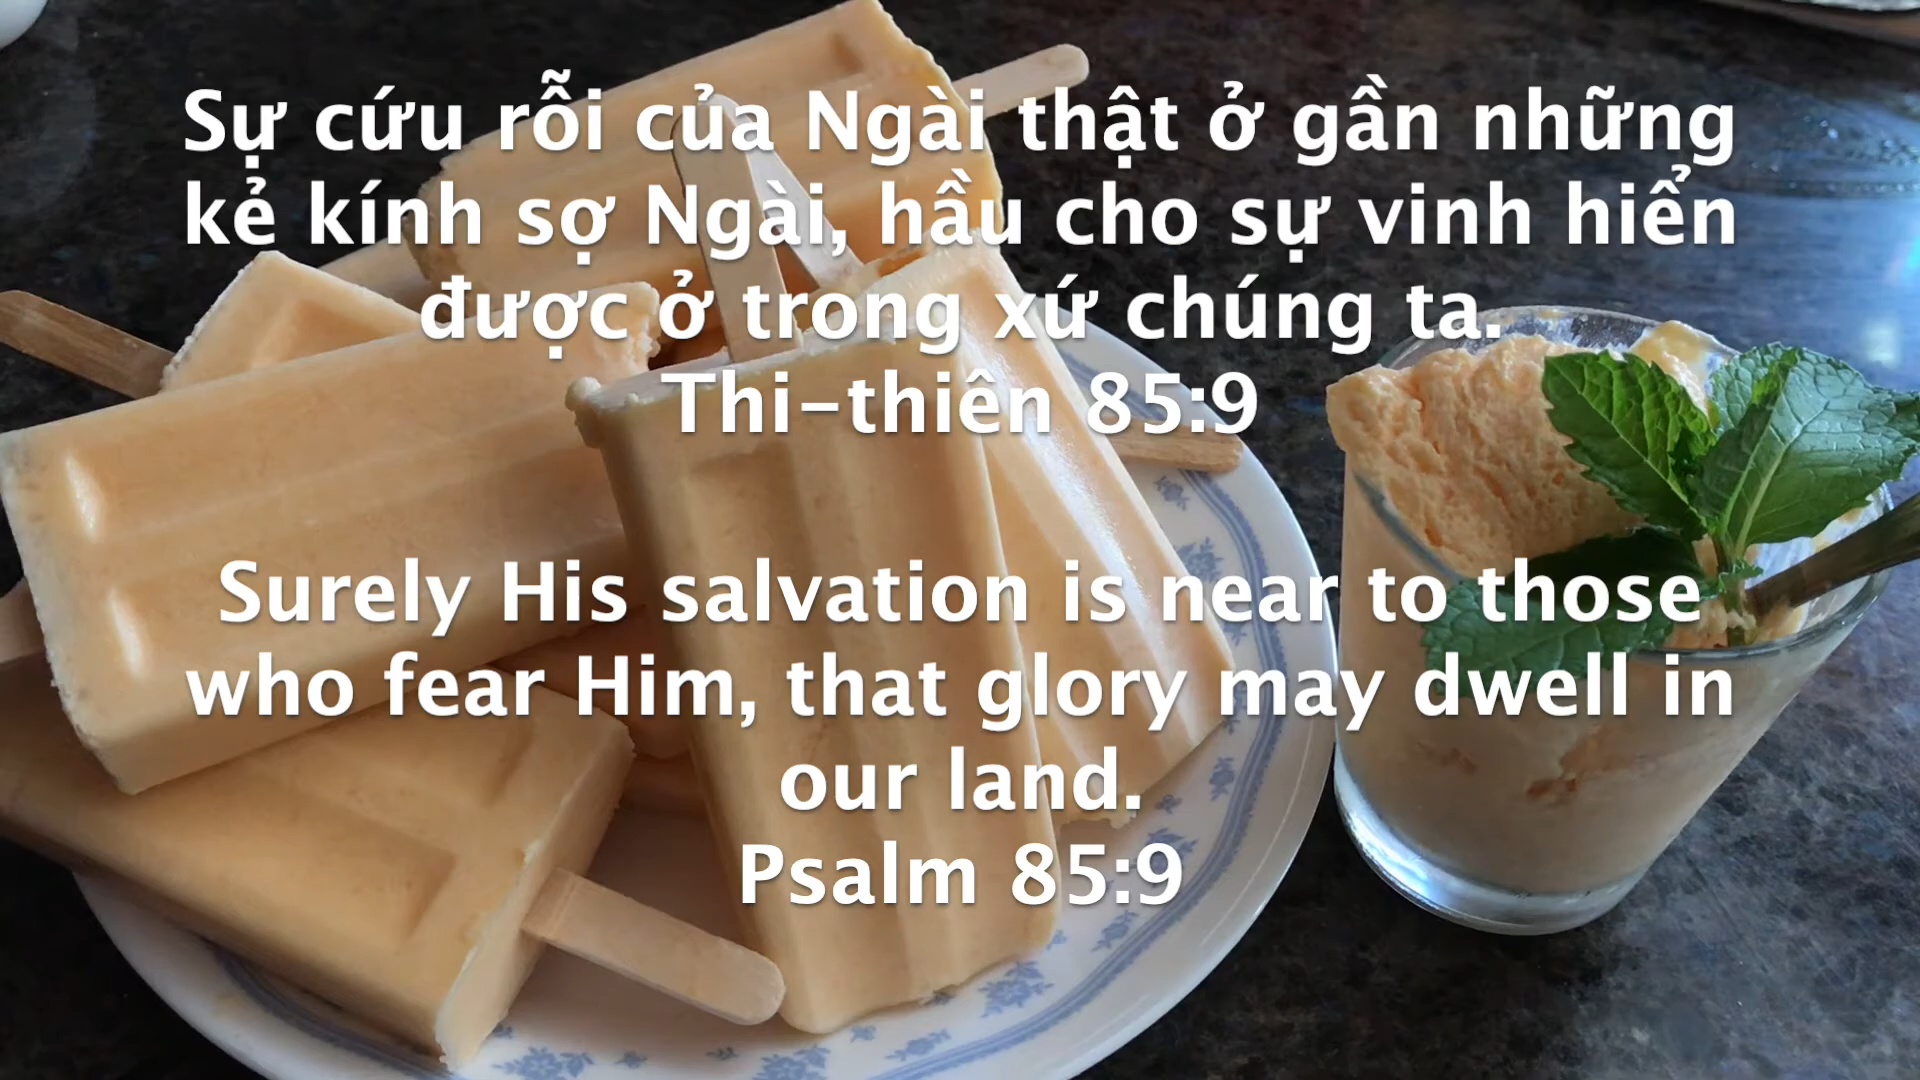 Sự cứu rỗi của Ngài thật ở gần những
kẻ kính sợ Ngài, hầu cho sự vinh hiển
được ở trong xứ chúng ta.
Thi-thiên 85:9
Surely His salvation is near to those
who fear Him, that glory may dwell in
our land.
Psalm 85:9